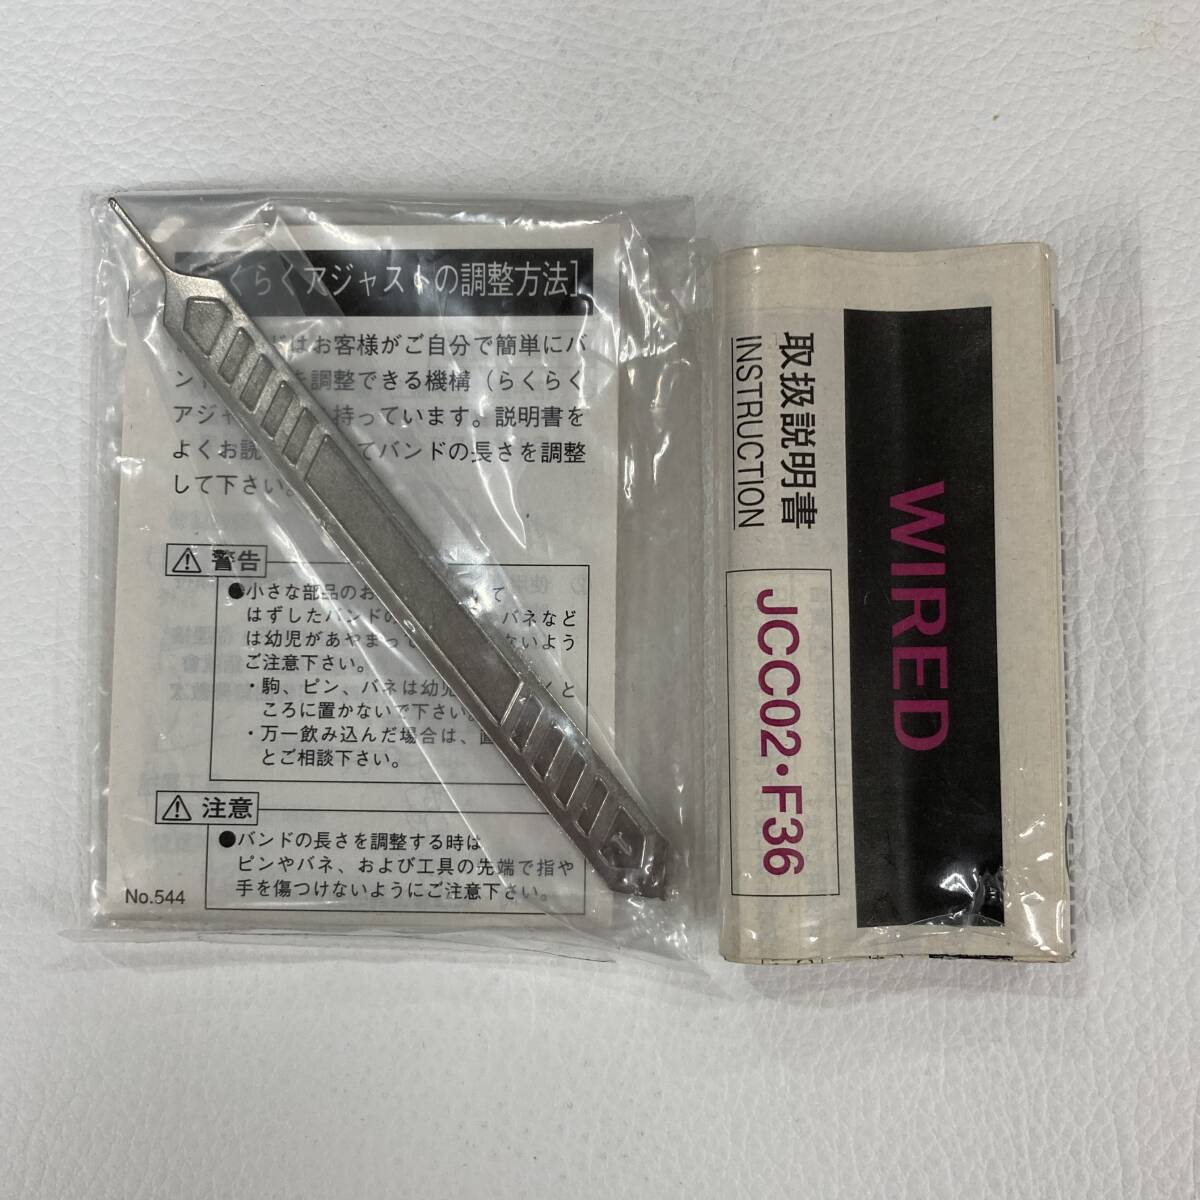 くらくアジャストの調整方法］
はお客様がご自分で簡単にバ
ン を調整できる機構（らくらく
アジャ 持っています。説明書を
よくお読 てバンドの長さを調整
して下さい。
警告
●小さな部品のお て
はずしたバンドの バネなど
は幼児があやまって ないよう
ご注意下さい。
・駒、ピン、バネは幼児 くと
ころに置かないで下さい。
・万一飲み込んだ場合は、直
とご相談下さい。
注意
●バンドの長さを調整する時は
ピンやバネ、および工具の先端で指や
手を傷つけないようにご注意下さい。
No.544
WIRED
取扱説明書
INSTRUCTION
JCC02・F36